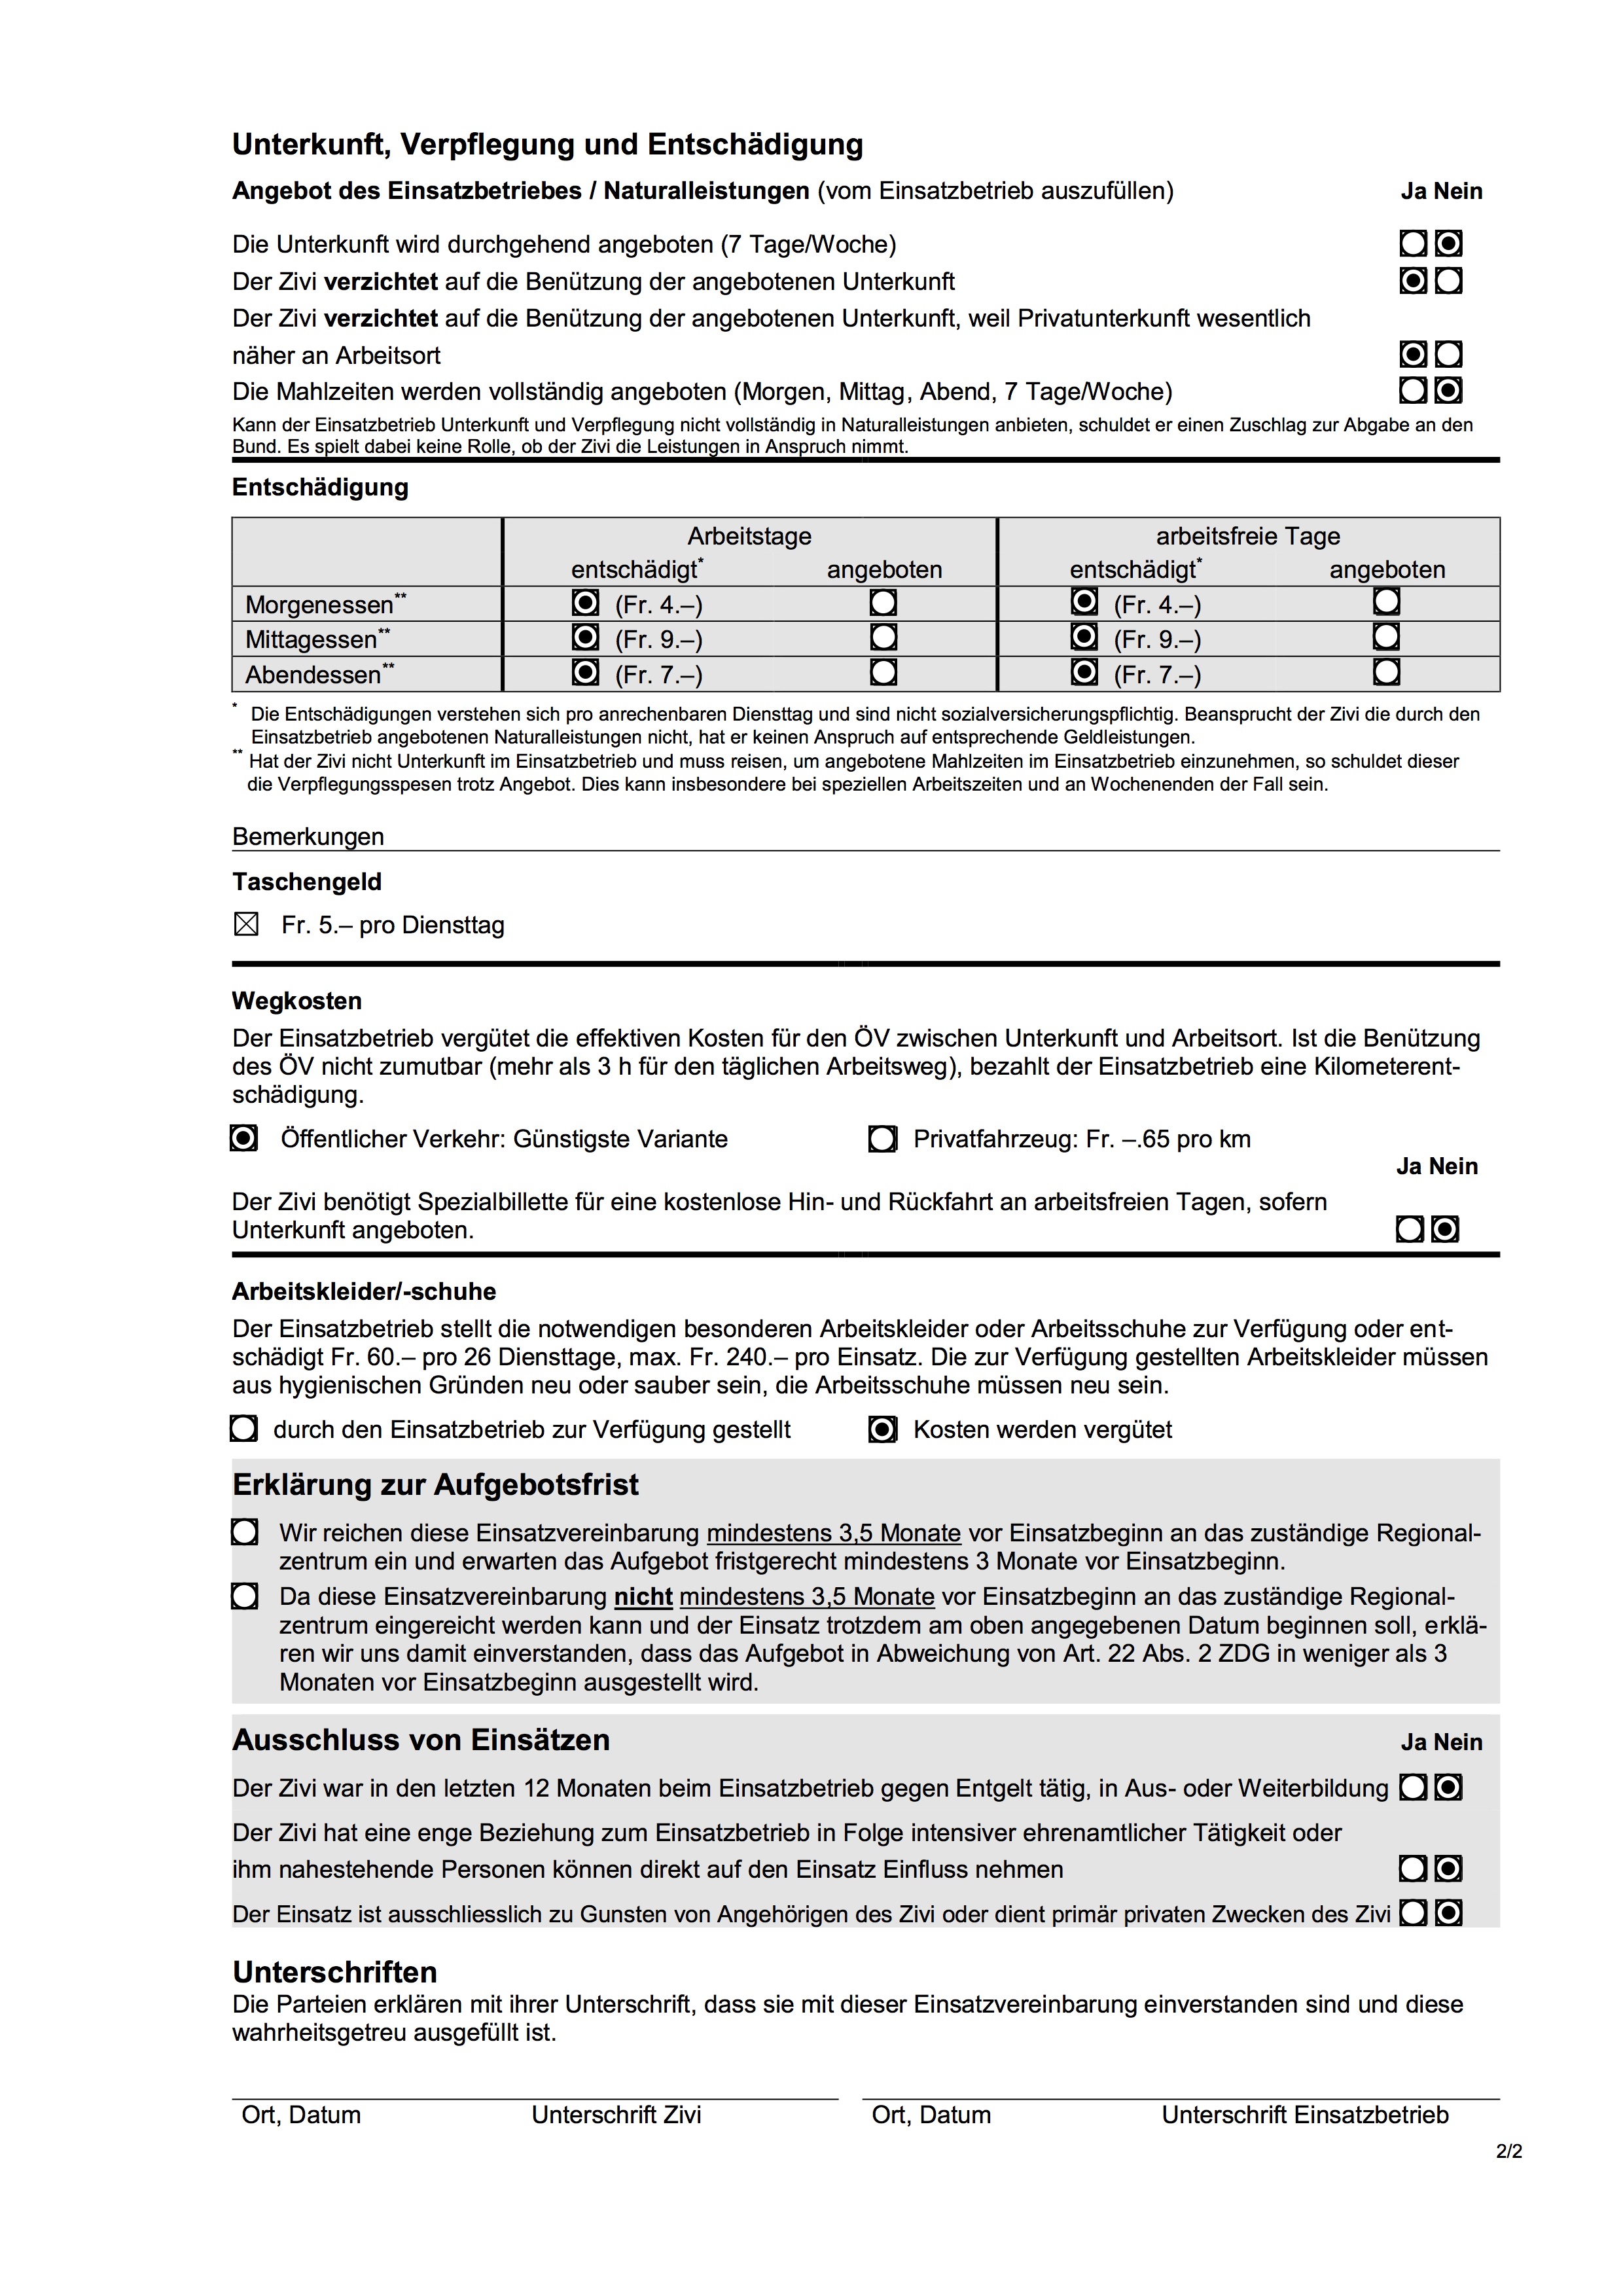 Unterkunft, Verpflegung und Entschädigung
Angebot des Einsatzbetriebes / Naturalleistungen (vom Einsatzbetrieb auszufüllen) Ja Nein
Die Unterkunft wird durchgehend angeboten (7 Tage/Woche)
Der Zivi verzichtet auf die Benützung der angebotenen Unterkunft
Der Zivi verzichtet auf die Benützung der angebotenen Unterkunft, weil Privatunterkunft wesentlich
näher an Arbeitsort
Die Mahlzeiten werden vollständig angeboten (Morgen, Mittag, Abend, 7 Tage/Woche)
Kann der Einsatzbetrieb Unterkunft und Verpflegung nicht vollständig in Naturalleistungen anbieten, schuldet er einen Zuschlag zur Abgabe an den
Bund. Es spielt dabei keine Rolle, ob der Zivi die Leistungen in Anspruch nimmt.
Entschädigung
Arbeitstage arbeitsfreie Tage
entschädigt* angeboten entschädigt* angeboten
Morgenessen** (Fr. 4.–) (Fr. 4.–)
Mittagessen** (Fr. 9.–) (Fr. 9.–)
Abendessen** (Fr. 7.–) (Fr. 7.–)
* Die Entschädigungen verstehen sich pro anrechenbaren Diensttag und sind nicht sozialversicherungspflichtig. Beansprucht der Zivi die durch den
Einsatzbetrieb angebotenen Naturalleistungen nicht, hat er keinen Anspruch auf entsprechende Geldleistungen.
** Hat der Zivi nicht Unterkunft im Einsatzbetrieb und muss reisen, um angebotene Mahlzeiten im Einsatzbetrieb einzunehmen, so schuldet dieser
die Verpflegungsspesen trotz Angebot. Dies kann insbesondere bei speziellen Arbeitszeiten und an Wochenenden der Fall sein.
Bemerkungen
Taschengeld
Fr. 5.– pro Diensttag
Wegkosten
Der Einsatzbetrieb vergütet die effektiven Kosten für den ÖV zwischen Unterkunft und Arbeitsort. Ist die Benützung
des ÖV nicht zumutbar (mehr als 3 h für den täglichen Arbeitsweg), bezahlt der Einsatzbetrieb eine Kilometerent-
schädigung.
Öffentlicher Verkehr: Günstigste Variante Privatfahrzeug: Fr. –.65 pro km
Ja Nein
Der Zivi benötigt Spezialbillette für eine kostenlose Hin- und Rückfahrt an arbeitsfreien Tagen, sofern
Unterkunft angeboten.
Arbeitskleider/-schuhe
Der Einsatzbetrieb stellt die notwendigen besonderen Arbeitskleider oder Arbeitsschuhe zur Verfügung oder ent-
schädigt Fr. 60.– pro 26 Diensttage, max. Fr. 240.– pro Einsatz. Die zur Verfügung gestellten Arbeitskleider müssen
aus hygienischen Gründen neu oder sauber sein, die Arbeitsschuhe müssen neu sein.
durch den Einsatzbetrieb zur Verfügung gestellt Kosten werden vergütet
Erklärung zur Aufgebotsfrist
Wir reichen diese Einsatzvereinbarung mindestens 3,5 Monate vor Einsatzbeginn an das zuständige Regional-
zentrum ein und erwarten das Aufgebot fristgerecht mindestens 3 Monate vor Einsatzbeginn.
Da diese Einsatzvereinbarung nicht mindestens 3,5 Monate vor Einsatzbeginn an das zuständige Regional-
zentrum eingereicht werden kann und der Einsatz trotzdem am oben angegebenen Datum beginnen soll, erklä-
ren wir uns damit einverstanden, dass das Aufgebot in Abweichung von Art. 22 Abs. 2 ZDG in weniger als 3
Monaten vor Einsatzbeginn ausgestellt wird.
Ausschluss von Einsätzen Ja Nein
Der Zivi war in den letzten 12 Monaten beim Einsatzbetrieb gegen Entgelt tätig, in Aus- oder Weiterbildung
Der Zivi hat eine enge Beziehung zum Einsatzbetrieb in Folge intensiver ehrenamtlicher Tätigkeit oder
ihm nahestehende Personen können direkt auf den Einsatz Einfluss nehmen
Der Einsatz ist ausschliesslich zu Gunsten von Angehörigen des Zivi oder dient primär privaten Zwecken des Zivi
Unterschriften
Die Parteien erklären mit ihrer Unterschrift, dass sie mit dieser Einsatzvereinbarung einverstanden sind und diese
wahrheitsgetreu ausgefüllt ist.
Ort, Datum Unterschrift Zivi Ort, Datum Unterschrift Einsatzbetrieb
2/2